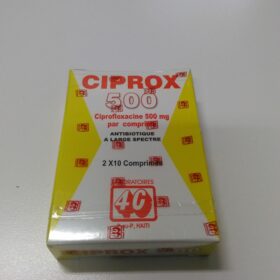 CIPROX
500
Ciprofloxacine 500 mg
par comprimé
ANTIBIOTIQUE
A LARGE SPECTRE
2 X10 Comprimés
LABORATOIRES
4C
HAITI